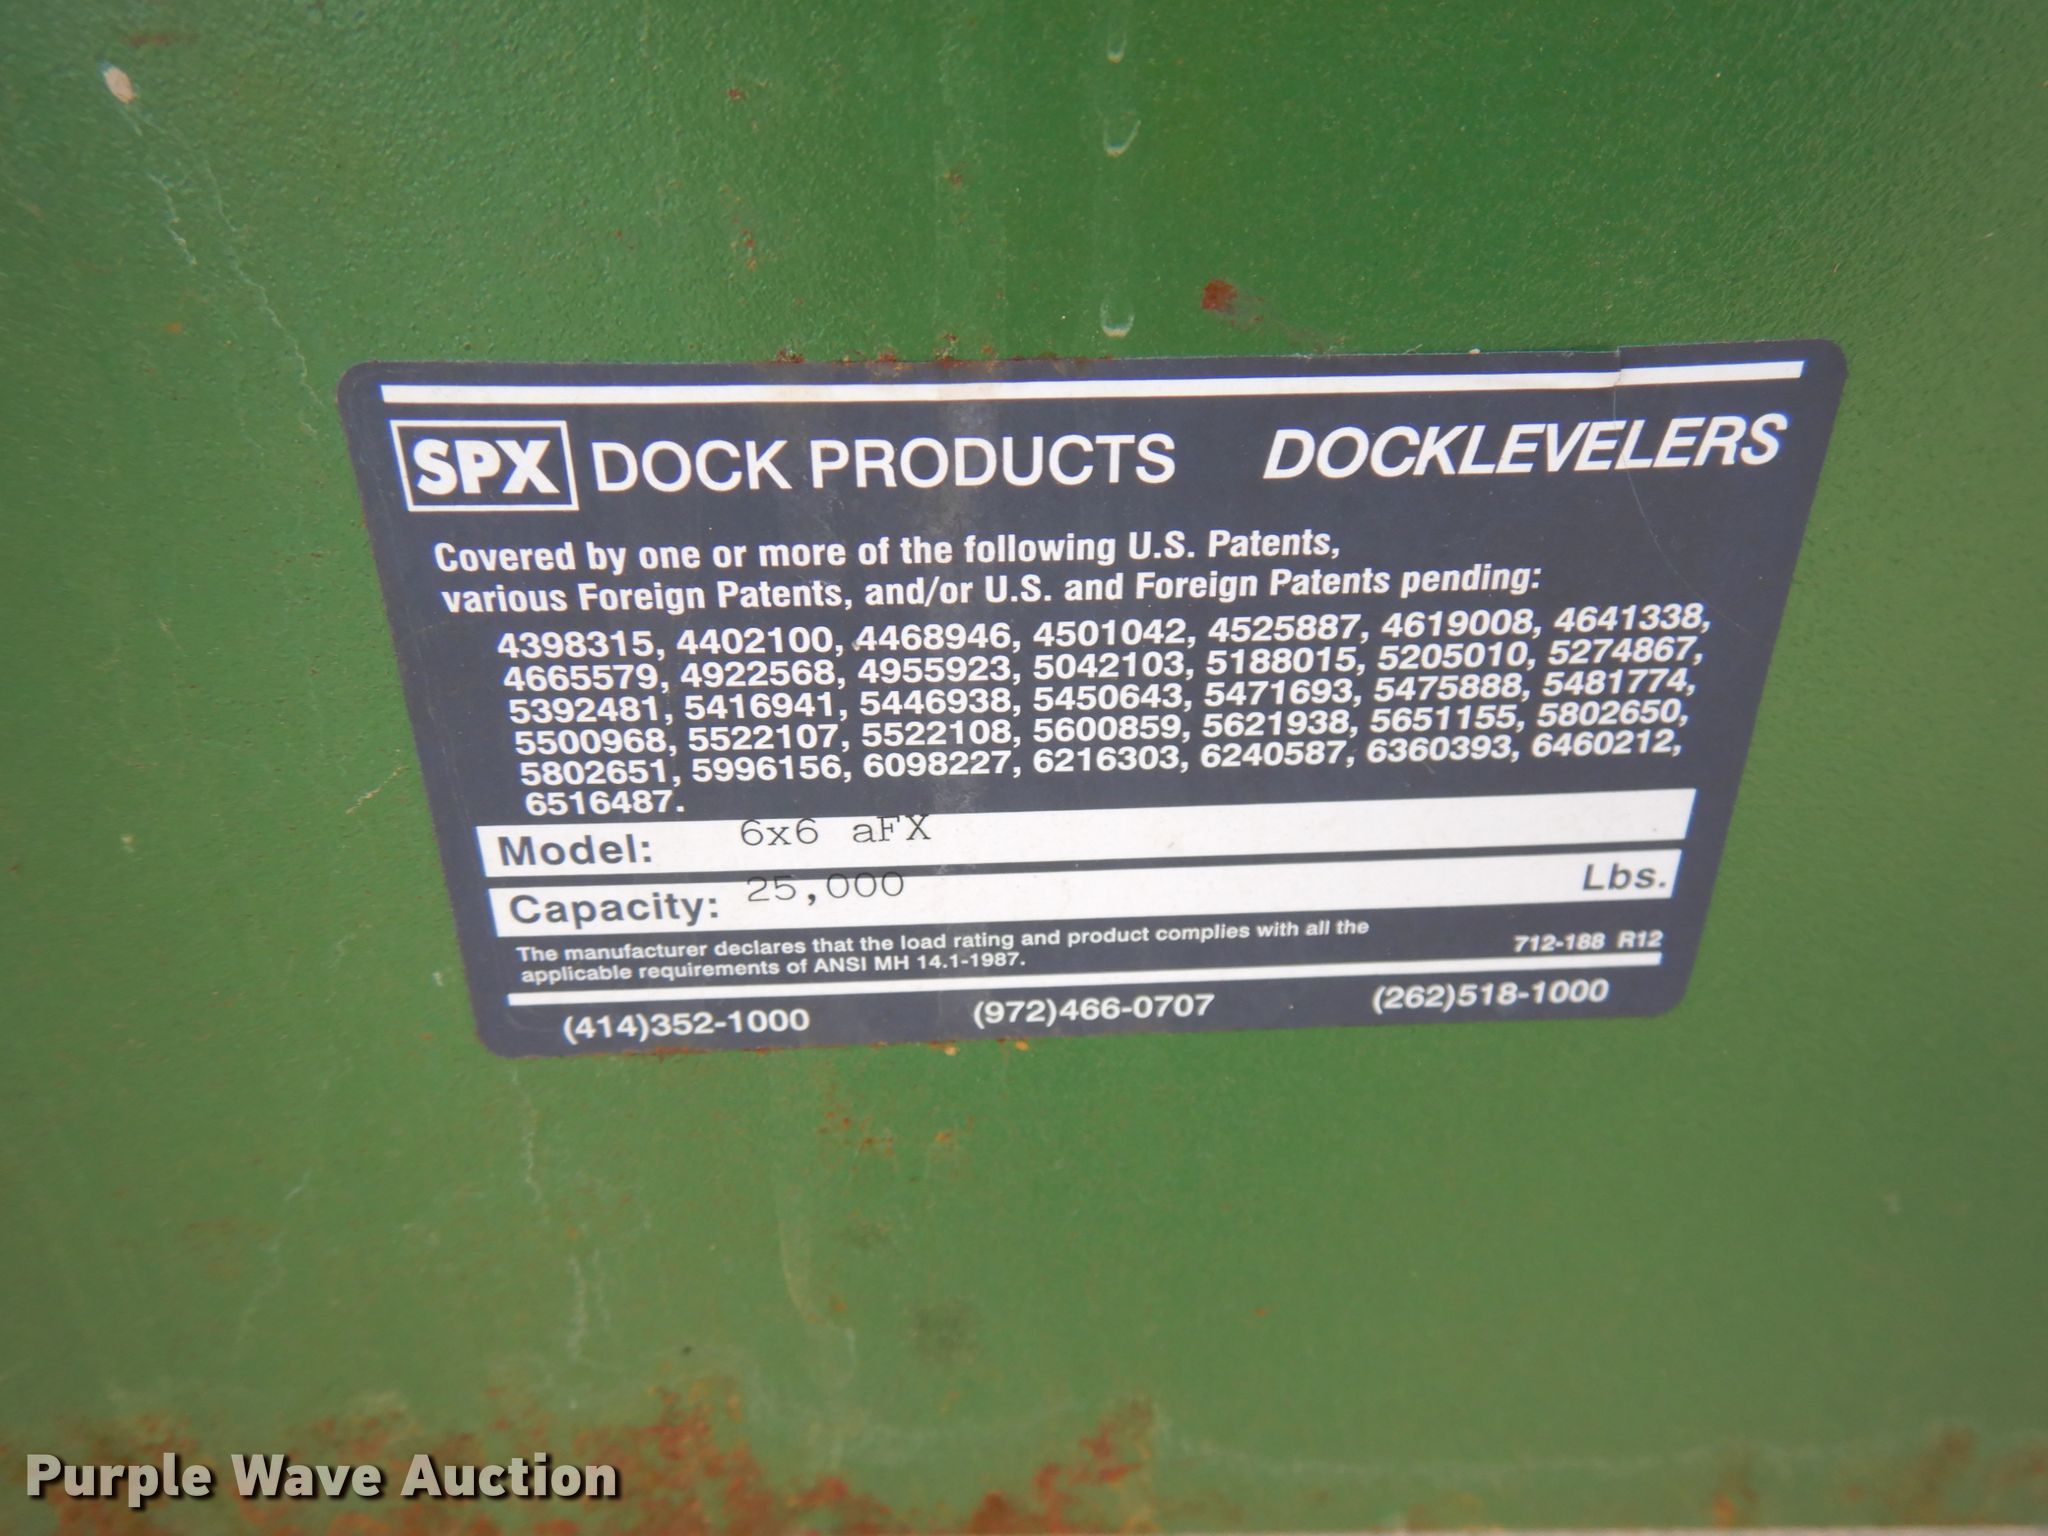 SPX DOCK PRODUCTS DOCKLEVELERS
Covered by one or more of the following U.S. Patents,
various Foreign Patents, and/or U.S. and Foreign Patents pending:
4398315, 4402100, 4468946, 4501042, 4525887, 4619008, 4641338,
4665579, 4922568, 4955923, 5042103, 5188015, 5205010, 5274867,
5392481, 5416941, 5446938, 5450643, 5471693, 5475888, 5481774,
5500968, 5522107, 5522108, 5600859, 5621938, 5651155, 5802650,
5802651, 5996156, 6098227, 6216303, 6240587, 6360393, 6460212,
6516487.
Model: 6x6 aFX
Capacity: 25,000 Lbs.
The manufacturer declares that the load rating and product complies with all the
applicable requirements of ANSI MH 14.1-1987.
712-188 R12
(414)352-1000 (972)466-0707 (262)518-1000
Purple Wave Auction